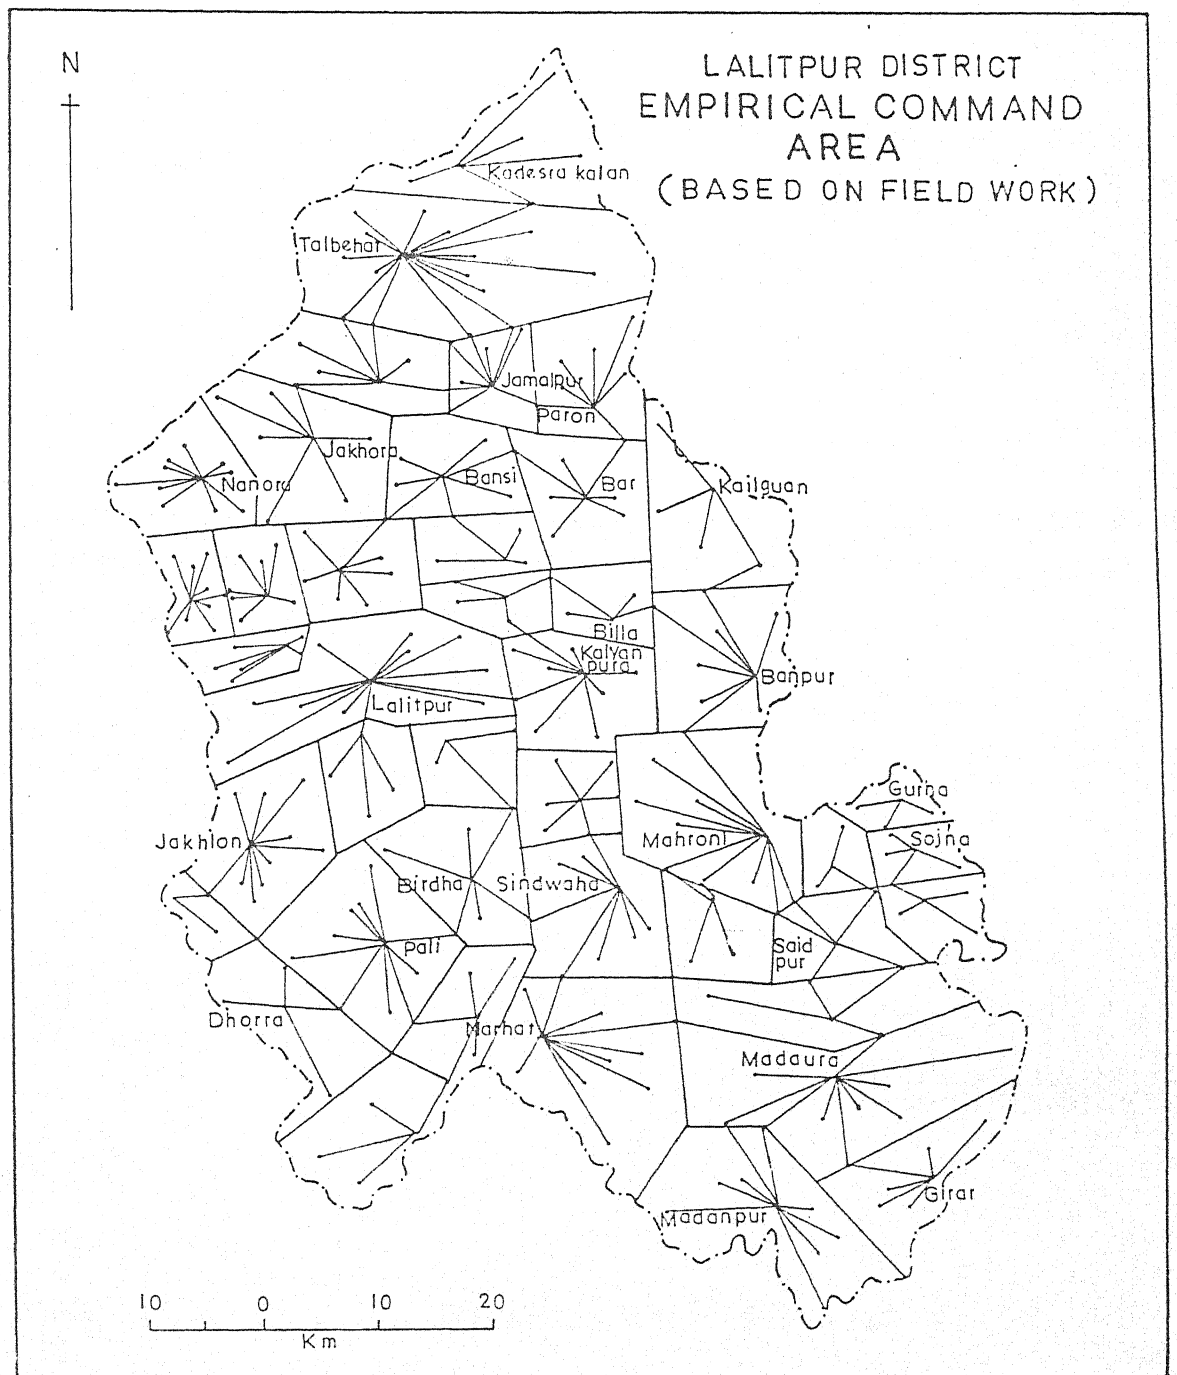 N
LALITPUR DISTRICT
EMPIRICAL COMMAND
AREA
(BASED ON FIELD WORK)
Kadesra kalan
Talbehat
Jamalpur
Paron
Jakhora
Bansi
Bar
Nanora
Kailguan
Billa
Kalyan
pura
Banpur
Lalitpur
Gurha
Jakhlon
Mahroni
Sojna
Birdha
Sindwaha
Pali
Said
pur
Dhorra
Narhat
Madaura
Girar
Madanpur
10 0 10 20
Km